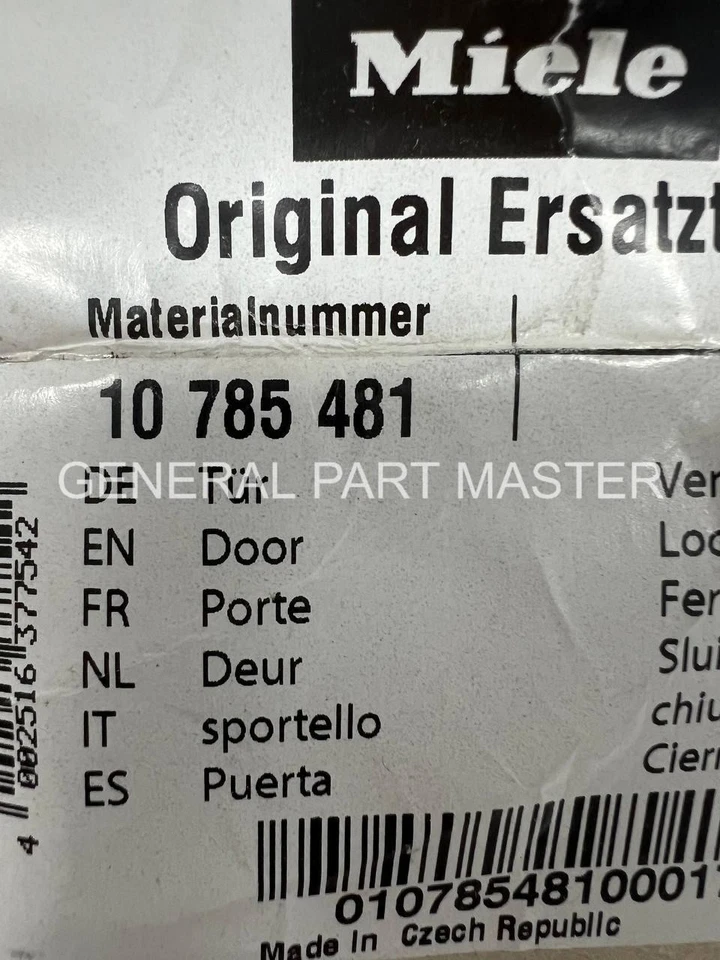 Miele
Original Ersatzt
Materialnummer
10 785 481
GENERAL PART MASTER
DE Tür Ver
EN Door Loc
FR Porte Fer
NL Deur Slui
IT sportello chiu
ES Puerta Cierr
4 002516 377542
01078548100017
Made in Czech Republic